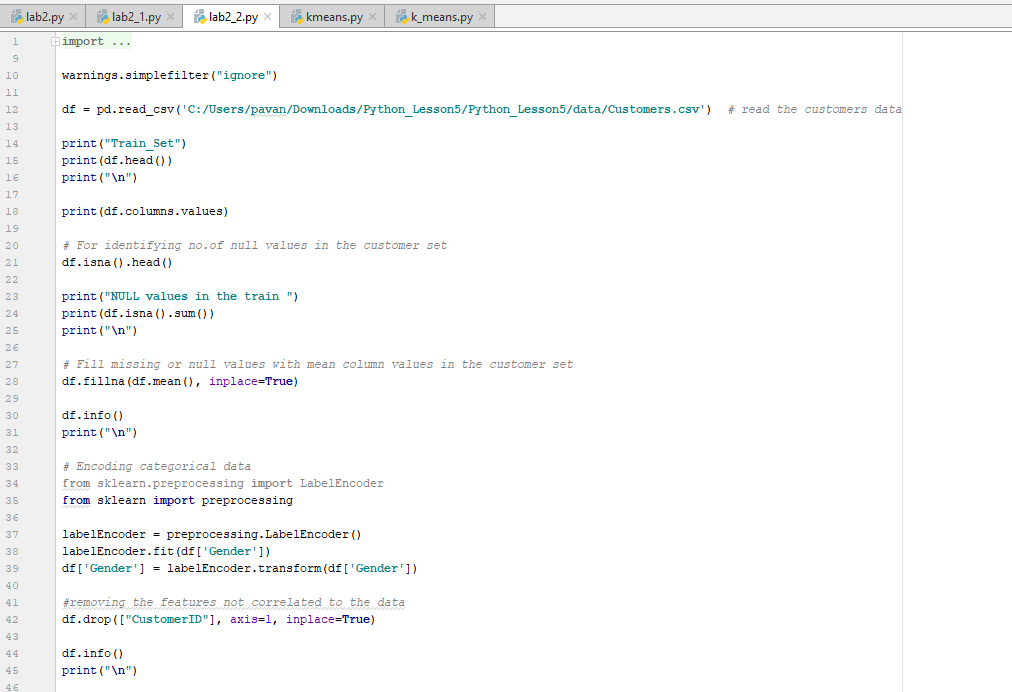 lab2.py lab2_1.py lab2_2.py kmeans.py k_means.py
1 import ...
9
10 warnings.simplefilter("ignore")
11
12 df = pd.read_csv('C:/Users/pavan/Downloads/Python_Lesson5/Python_Lesson5/data/Customers.csv')  # read the customers data
13
14 print("Train_Set")
15 print(df.head())
16 print("\n")
17
18 print(df.columns.values)
19
20 # For identifying no.of null values in the customer set
21 df.isna().head()
22
23 print("NULL values in the train ")
24 print(df.isna().sum())
25 print("\n")
26
27 # Fill missing or null values with mean column values in the customer set
28 df.fillna(df.mean(), inplace=True)
29
30 df.info()
31 print("\n")
32
33 # Encoding categorical data
34 from sklearn.preprocessing import LabelEncoder
35 from sklearn import preprocessing
36
37 labelEncoder = preprocessing.LabelEncoder()
38 labelEncoder.fit(df['Gender'])
39 df['Gender'] = labelEncoder.transform(df['Gender'])
40
41 #removing the features not correlated to the data
42 df.drop(["CustomerID"], axis=1, inplace=True)
43
44 df.info()
45 print("\n")
46